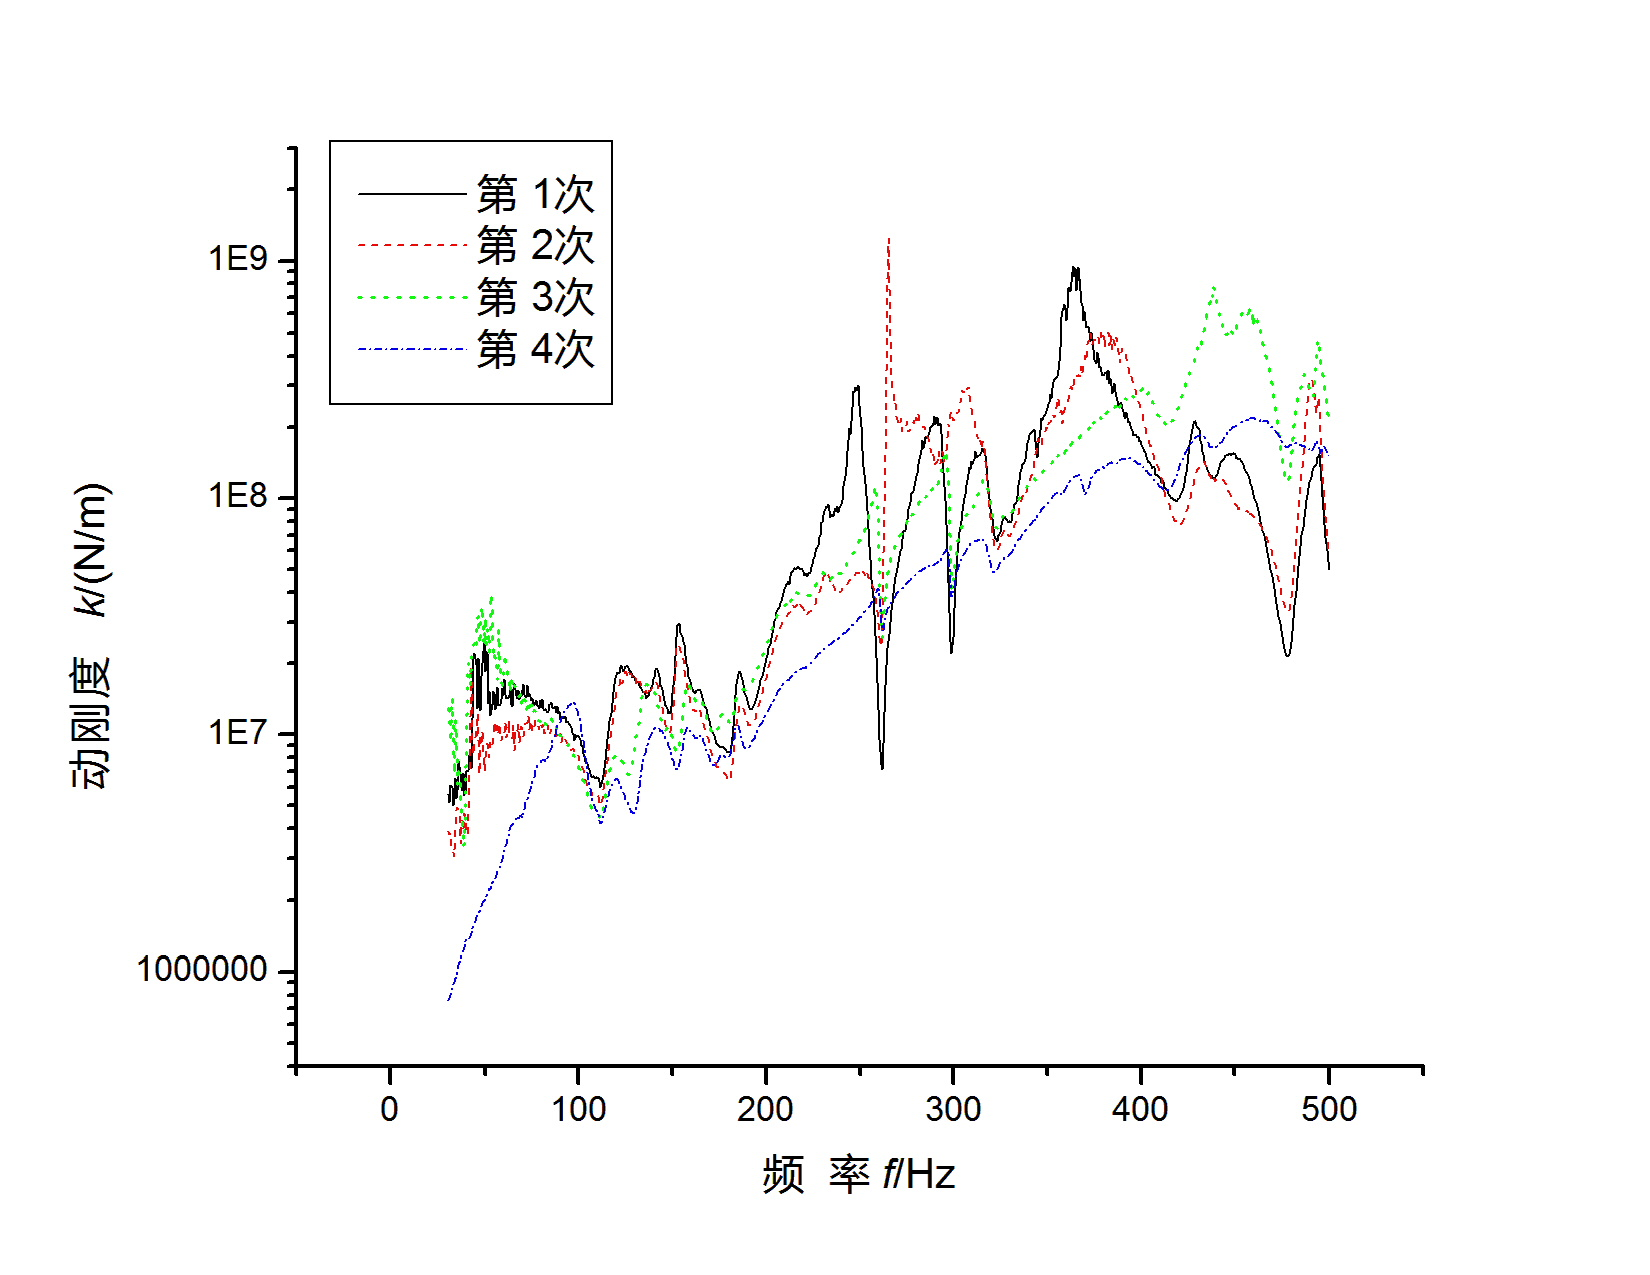 第 1次
第 2次
第 3次
第 4次
1E9
1E8
1E7
1000000
动刚度 k/(N/m)
0 100 200 300 400 500
频 率 f/Hz